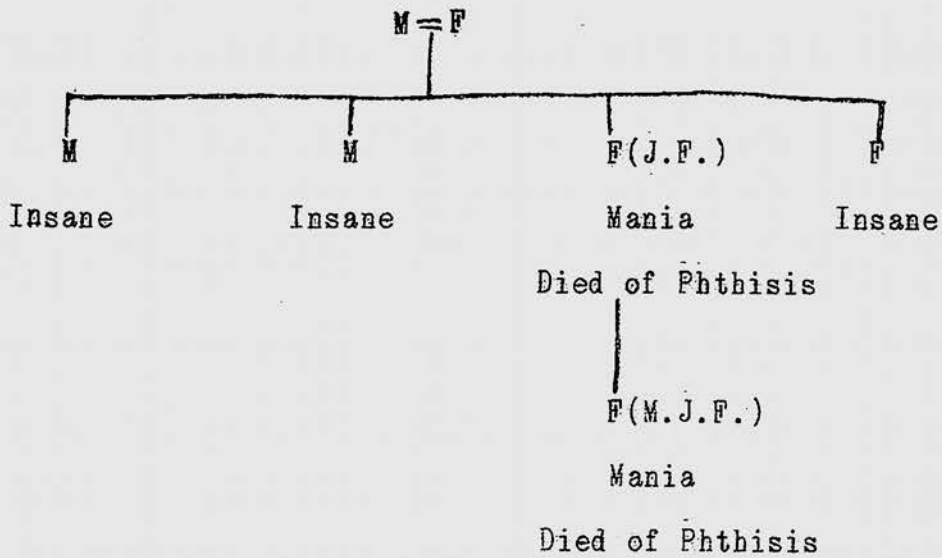 M=F
M M F(J.F.) F
Insane Insane Mania Insane
Died of Phthisis
F(M.J.F.)
Mania
Died of Phthisis